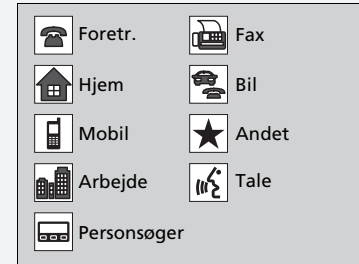 Foretr. Fax
Hjem Bil
Mobil Andet
Arbejde Tale
Personsøger